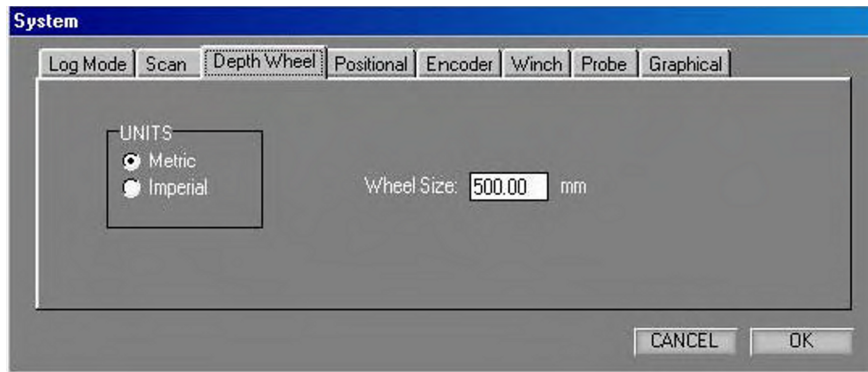 System
Log Mode Scan Depth Wheel Positional Encoder Winch Probe Graphical
UNITS
Metric
Imperial
Wheel Size: 500.00 mm
CANCEL OK